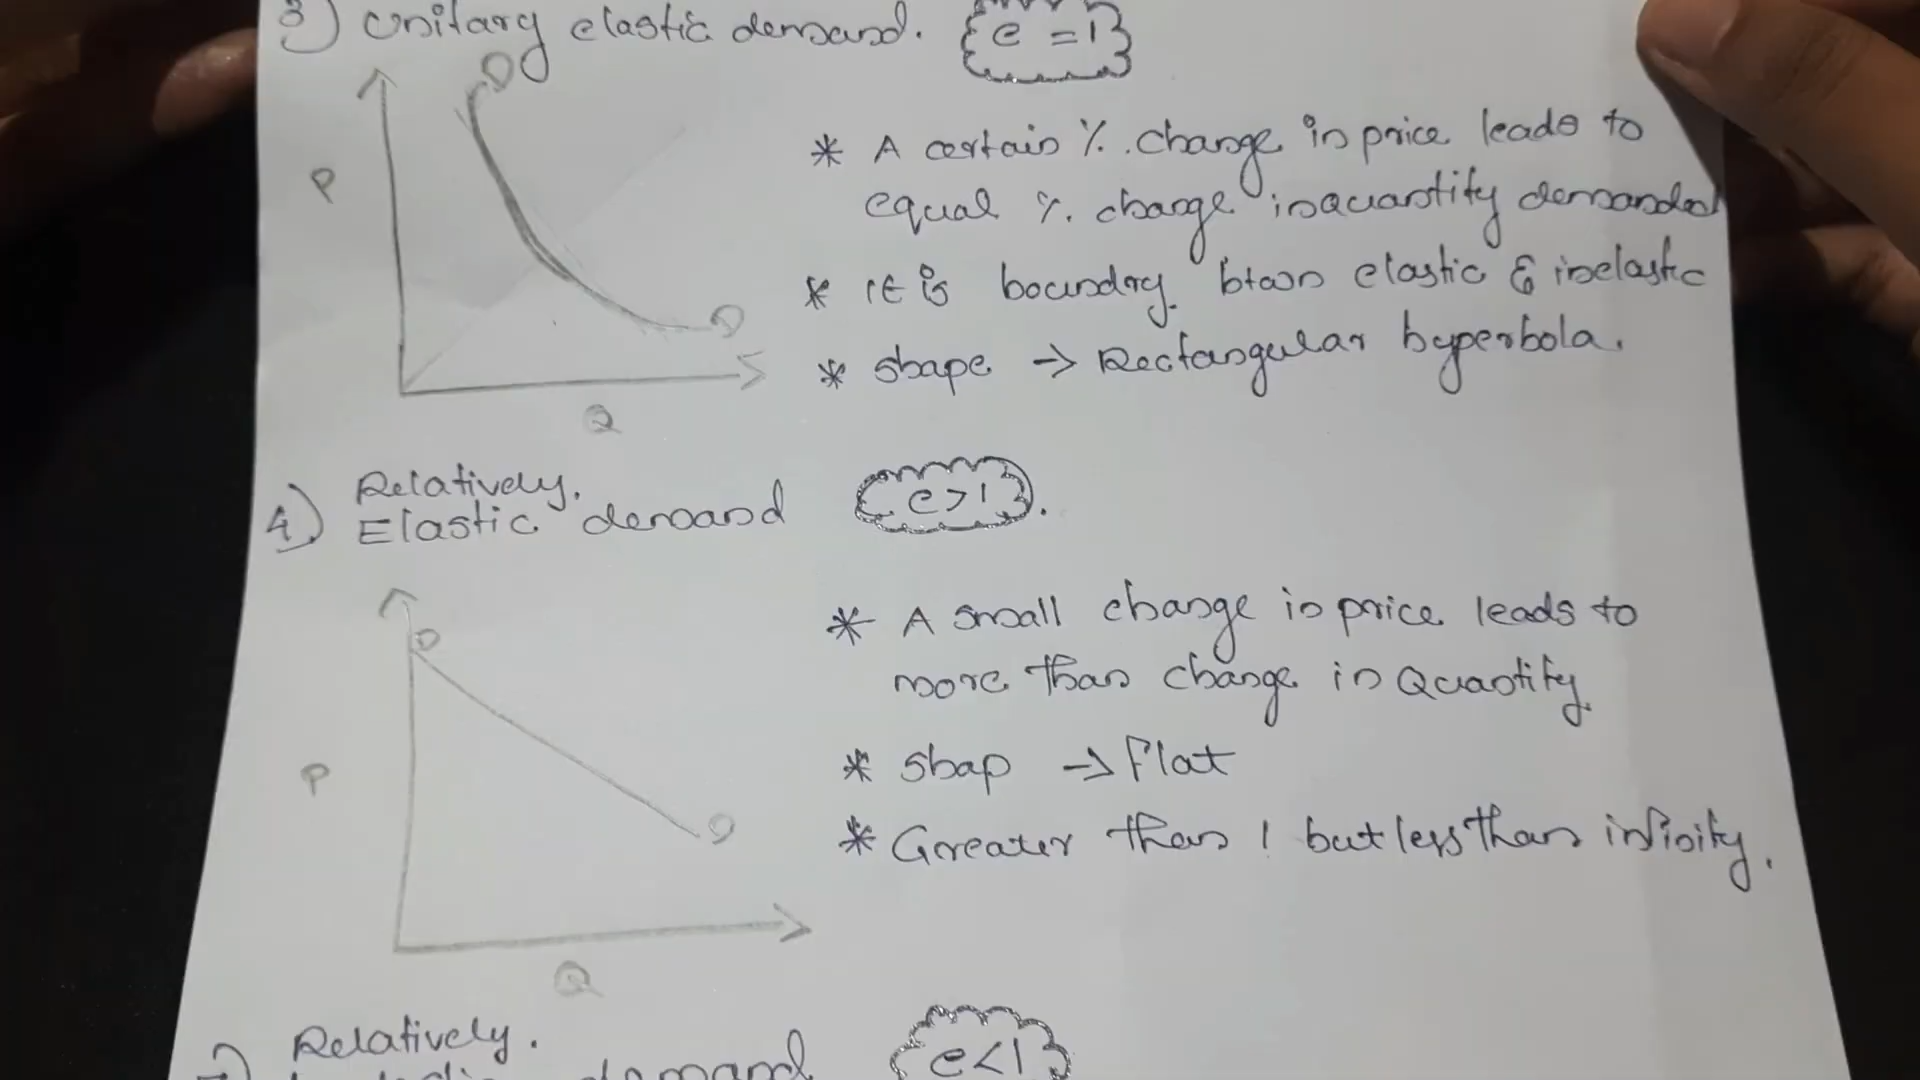 3) Unitary elastic demand. e = 1
D
P
D
Q
* A certain %. change in price leads to
equal %. change in quantity demanded
* it is boundry. btwn elastic & inelastic
* shape → Rectangular hyperbola.
4) Relatively.
Elastic demand e > 1.
D
P
D
Q
* A small change in price leads to
more than change in Quantity
* shap → Flat
* Greater than 1 but less than infinity.
Relatively.
demand e < 1